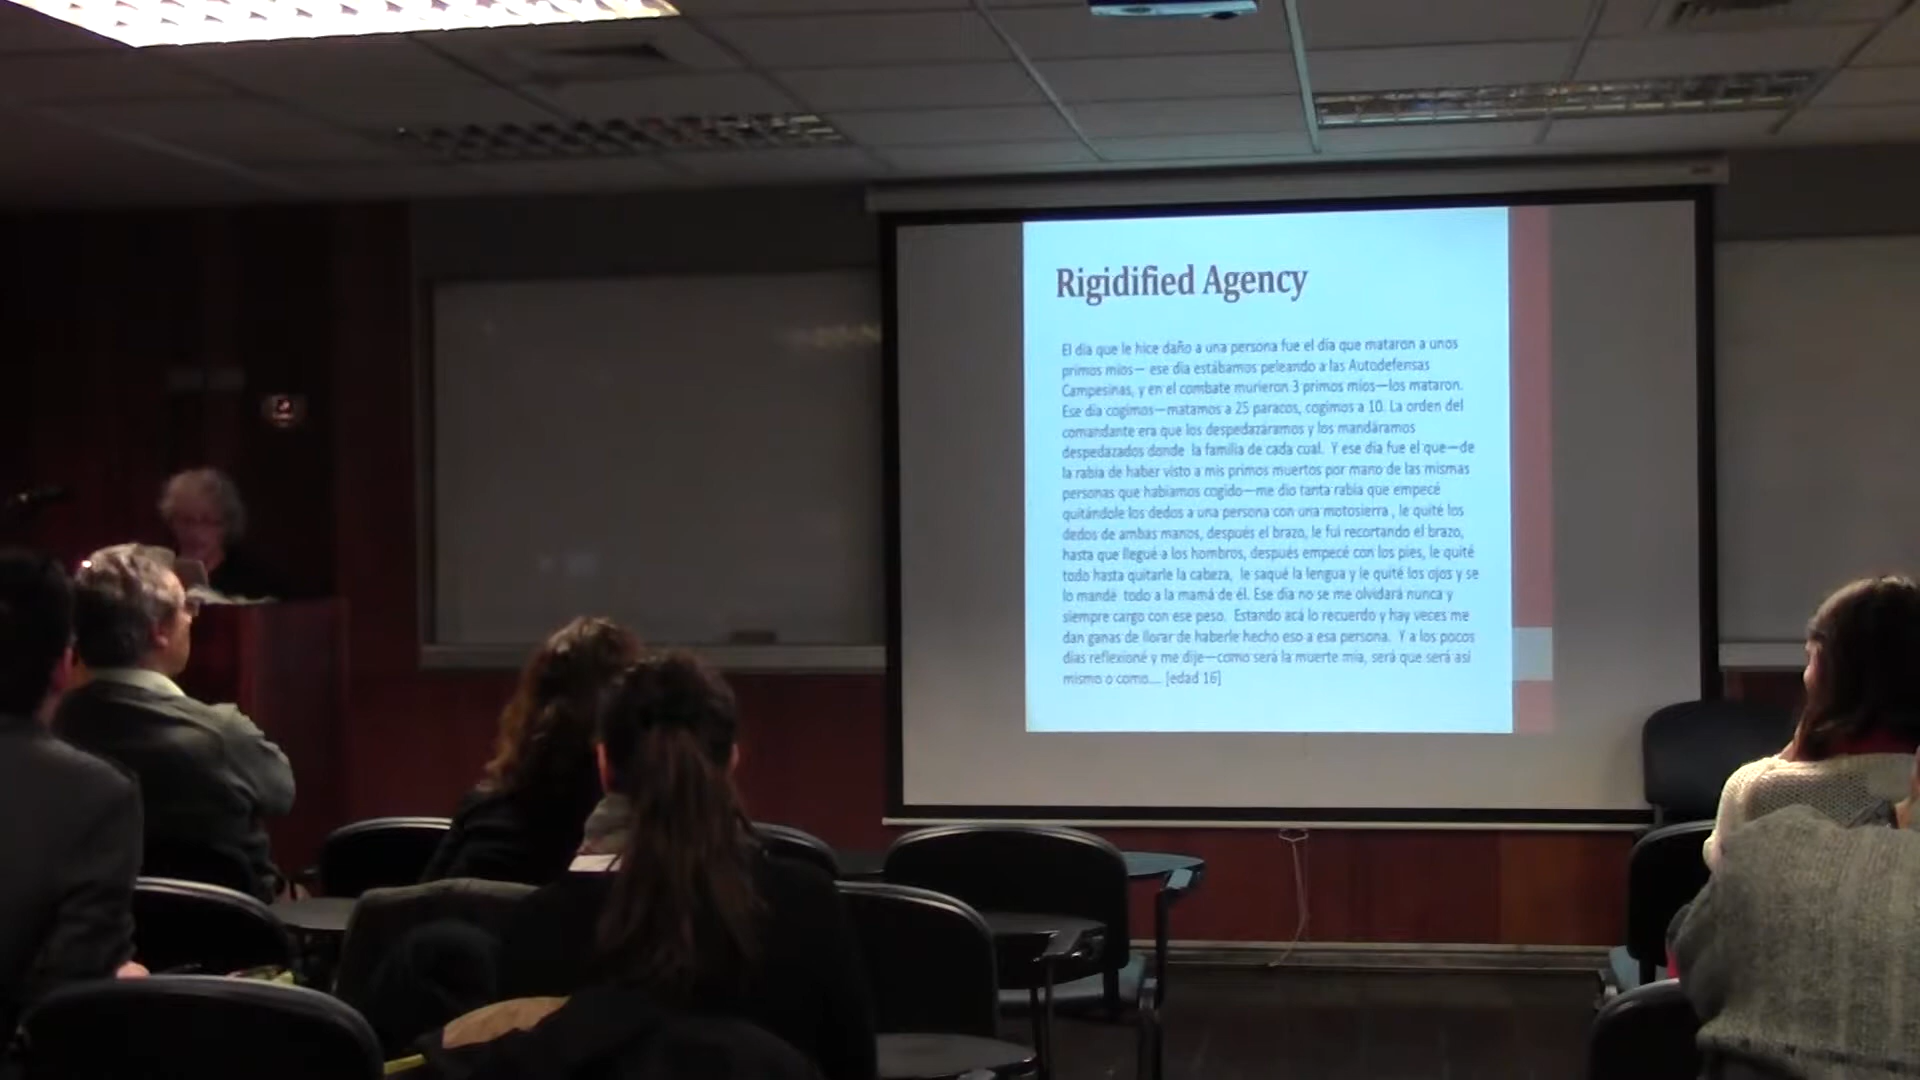 Rigidified Agency
El día que le hice daño a una persona fue el día que mataron a unos
primos míos— ese día estábamos peleando a las Autodefensas
Campesinas, y en el combate murieron 3 primos míos—los mataron.
Ese día cogimos—matamos a 25 paracos, cogimos a 10. La orden del
comandante era que los despedazáramos y los mandáramos
despedazados donde la familia de cada cual. Y ese día fue el que—de
la rabia de haber visto a mis primos muertos por mano de las mismas
personas que habíamos cogido—me dio tanta rabia que empecé
quitándole los dedos a una persona con una motosierra , le quité los
dedos de ambas manos, después el brazo, le fui recortando el brazo,
hasta que llegué a los hombros, después empecé con los pies, le quité
todo hasta quitarle la cabeza, le saqué la lengua y le quité los ojos y se
lo mandé todo a la mamá de él. Ese día no se me olvidará nunca y
siempre cargo con ese peso. Estando acá lo recuerdo y hay veces me
dan ganas de llorar de haberle hecho eso a esa persona. Y a los pocos
días reflexioné y me dije—como será la muerte mía, será que será así
mismo o como.... [edad 16]